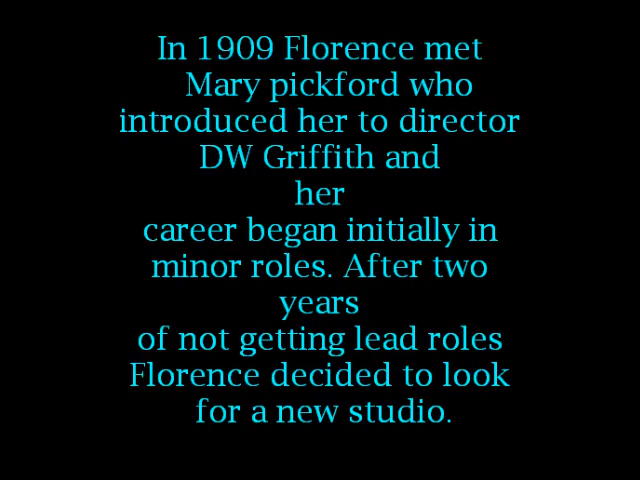 In 1909 Florence met
Mary pickford who
introduced her to director
DW Griffith and
her
career began initially in
minor roles. After two
years
of not getting lead roles
Florence decided to look
for a new studio.